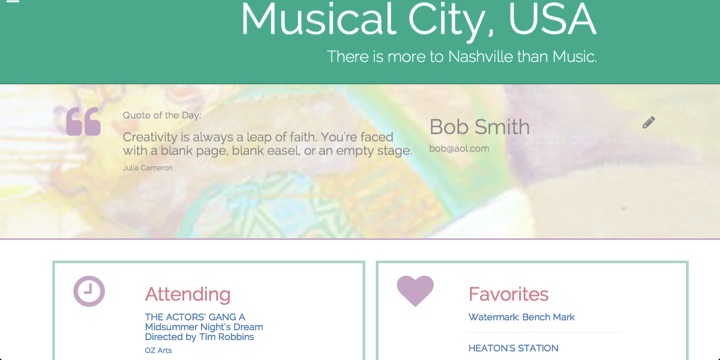 Musical City, USA
There is more to Nashville than Music.
Quote of the Day:
Creativity is always a leap of faith. You're faced
with a blank page, blank easel, or an empty stage.
Julia Cameron
Bob Smith
bob@aol.com
Attending
THE ACTORS' GANG A
Midsummer Night's Dream
Directed by Tim Robbins
OZ Arts
Favorites
Watermark: Bench Mark
HEATON'S STATION